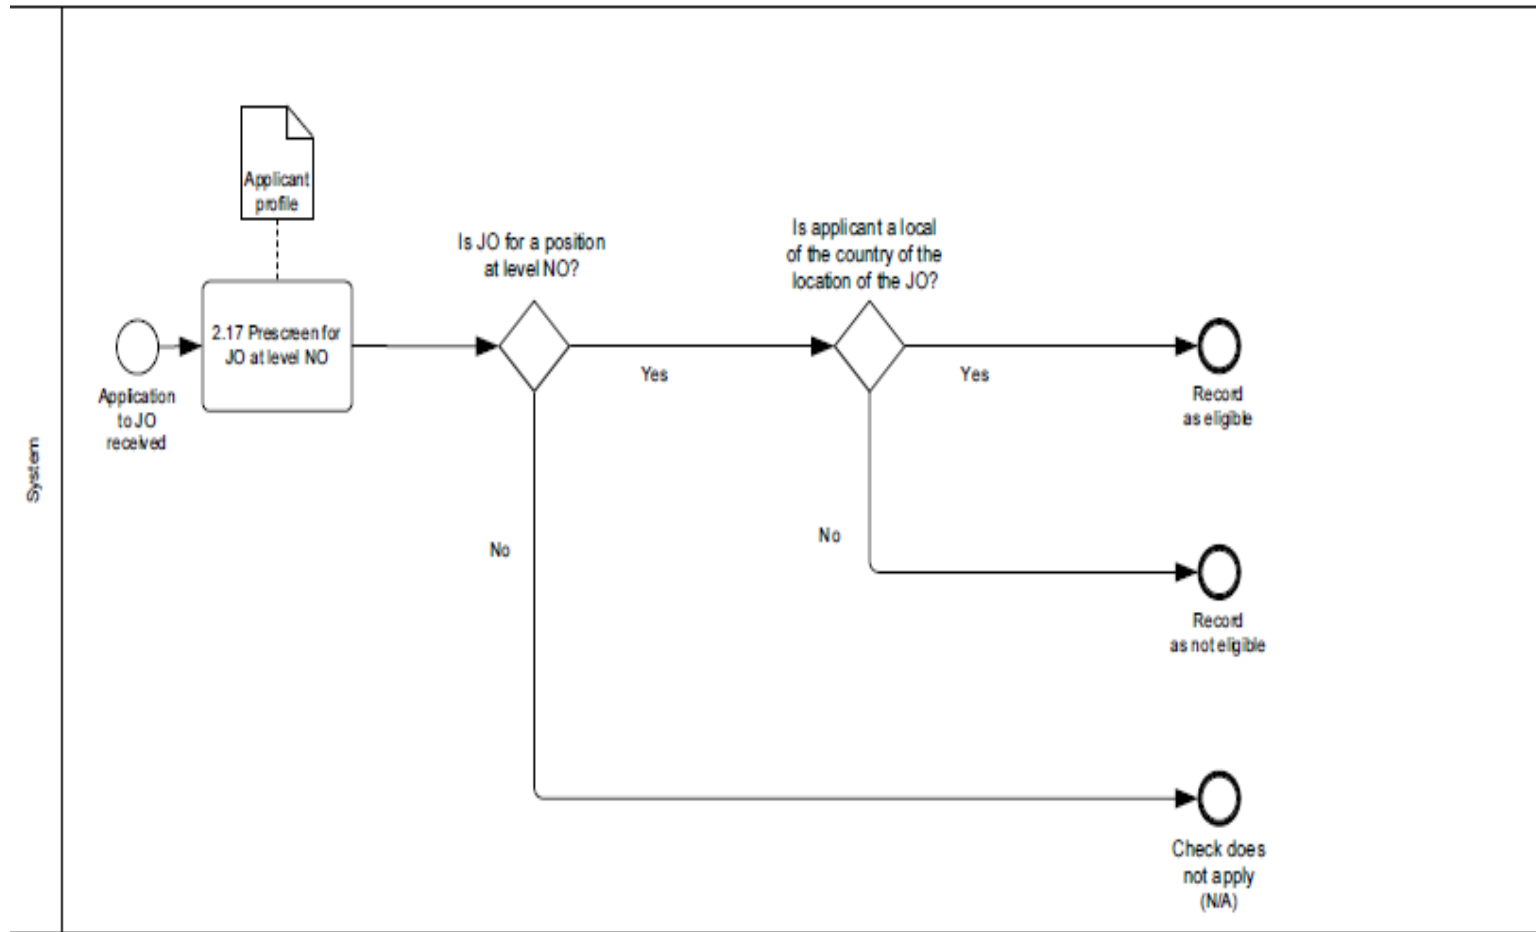 Applicant
profile
Is JO for a position
at level NO?
Is applicant a local
of the country of the
location of the JO?
2.17 Prescreen for
JO at level NO
Application
to JO
received
Yes
Yes
Record
as eligible
System
No
No
Record
as not eligible
Check does
not apply
(N/A)